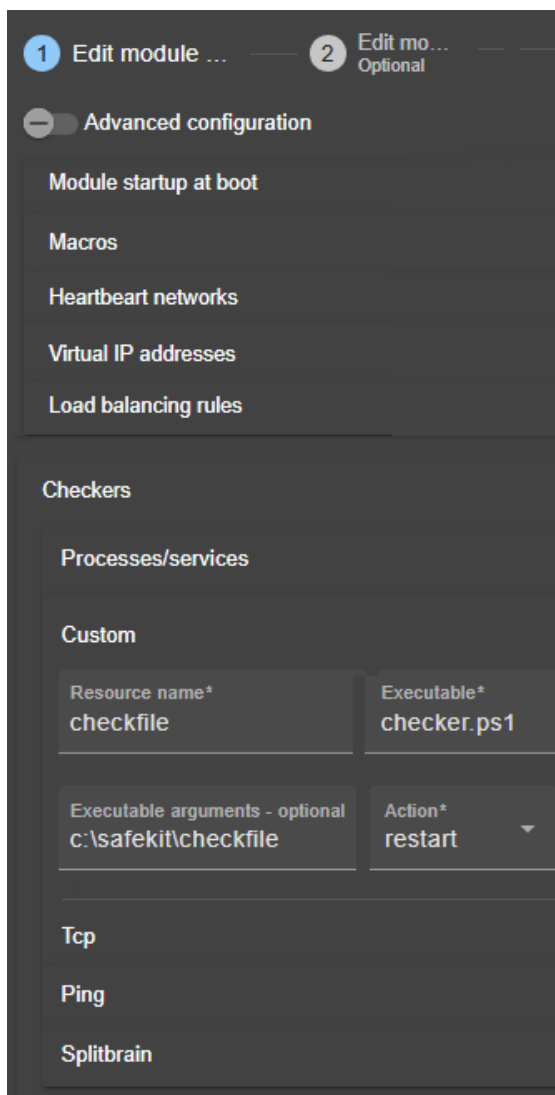 1 Edit module ...
2 Edit mo...
Optional
Advanced configuration
Module startup at boot
Macros
Heartbeart networks
Virtual IP addresses
Load balancing rules
Checkers
Processes/services
Custom
Resource name* Executable*
checkfile checker.ps1
Executable arguments - optional Action*
c:\safekit\checkfile restart
Tcp
Ping
Splitbrain